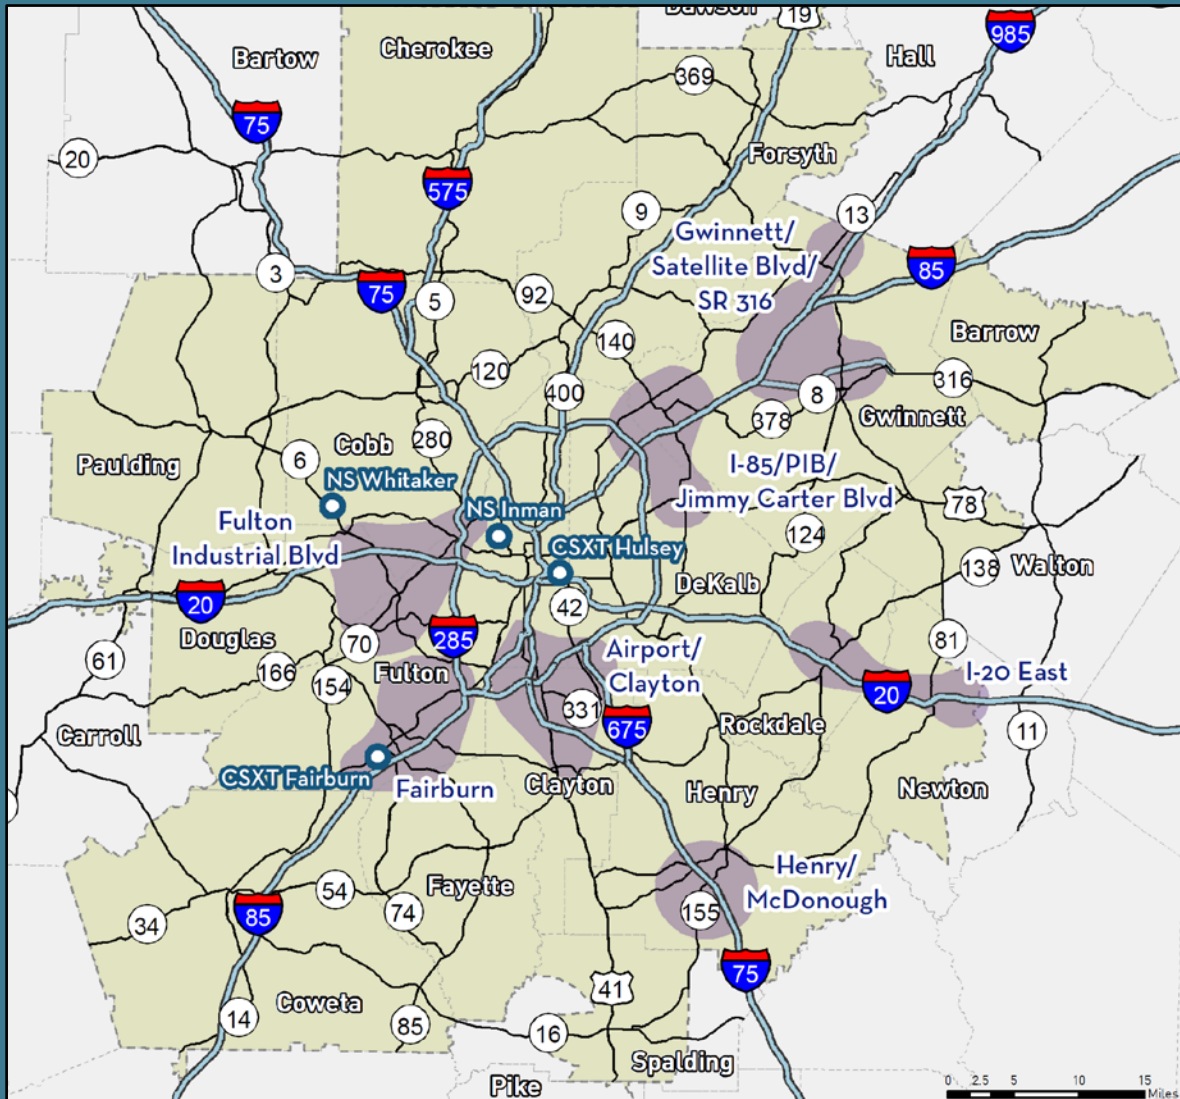 Dawson
19
985
Bartow
Cherokee
Hall
369
75
20
575
Forsyth
9
13
Gwinnett/
Satellite Blvd/
SR 316
85
3
75
5
92
Barrow
140
120
400
316
8
378
Gwinnett
280
Cobb
6
Paulding
I-85/PIB/
Jimmy Carter Blvd
NS Whitaker
NS Inman
78
Fulton
Industrial Blvd
124
CSXT Hulsey
138
Walton
DeKalb
20
42
Douglas
285
70
81
61
Airport/
Clayton
166
154
Fulton
I-20 East
20
331
675
Rockdale
11
Carroll
CSXT Fairburn
Fairburn
Clayton
Henry
Newton
Henry/
McDonough
54
Fayette
74
155
34
85
75
41
14
Coweta
85
16
Spalding
Pike
0 2.5 5 10 15
Miles